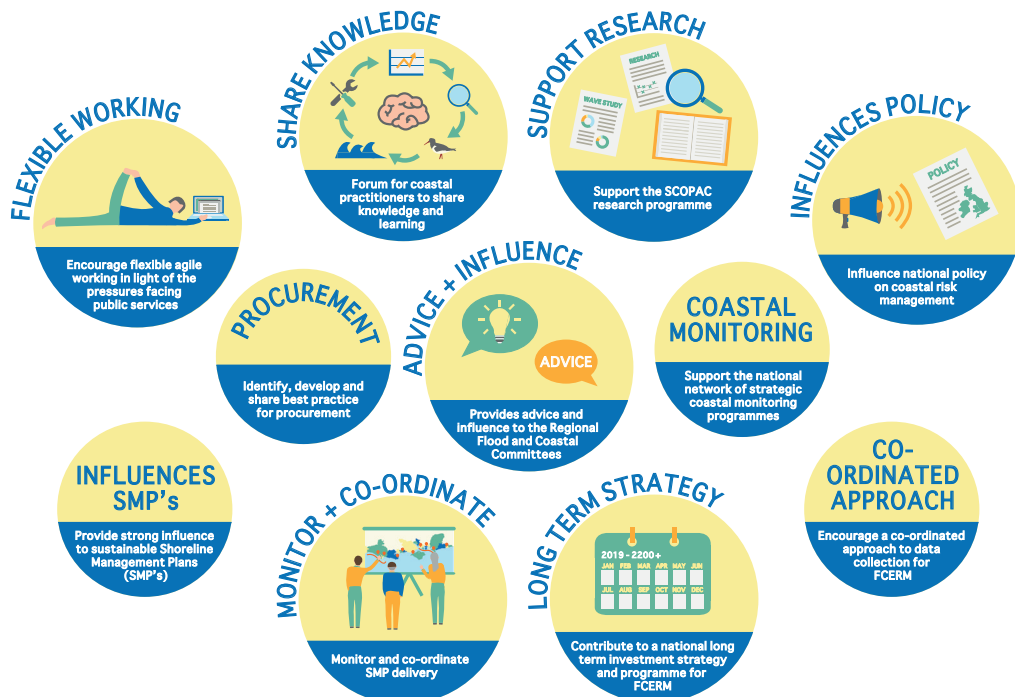 SHARE KNOWLEDGE
Forum for coastal
practitioners to share
knowledge and
learning
SUPPORT RESEARCH
RESEARCH
WAVE STUDY
Support the SCOPAC
research programme
FLEXIBLE WORKING
Encourage flexible agile
working in light of the
pressures facing
public services
INFLUENCES POLICY
POLICY
Influence national policy
on coastal risk
management
PROCUREMENT
Identify, develop and
share best practice
for procurement
ADVICE + INFLUENCE
ADVICE
Provides advice and
influence to the Regional
Flood and Coastal
Committees
COASTAL
MONITORING
Support the national
network of strategic
coastal monitoring
programmes
INFLUENCES
SMP's
Provide strong influence
to sustainable Shoreline
Management Plans
(SMP's)
MONITOR + CO-ORDINATE
Monitor and co-ordinate
SMP delivery
LONG TERM STRATEGY
2019 - 2200+
JAN FEB MAR APR MAY JUN
JUL AUG SEP OCT NOV DEC
Contribute to a national long
term investment strategy
and programme for
FCERM
CO-
ORDINATED
APPROACH
Encourage a co-ordinated
approach to data
collection for
FCERM